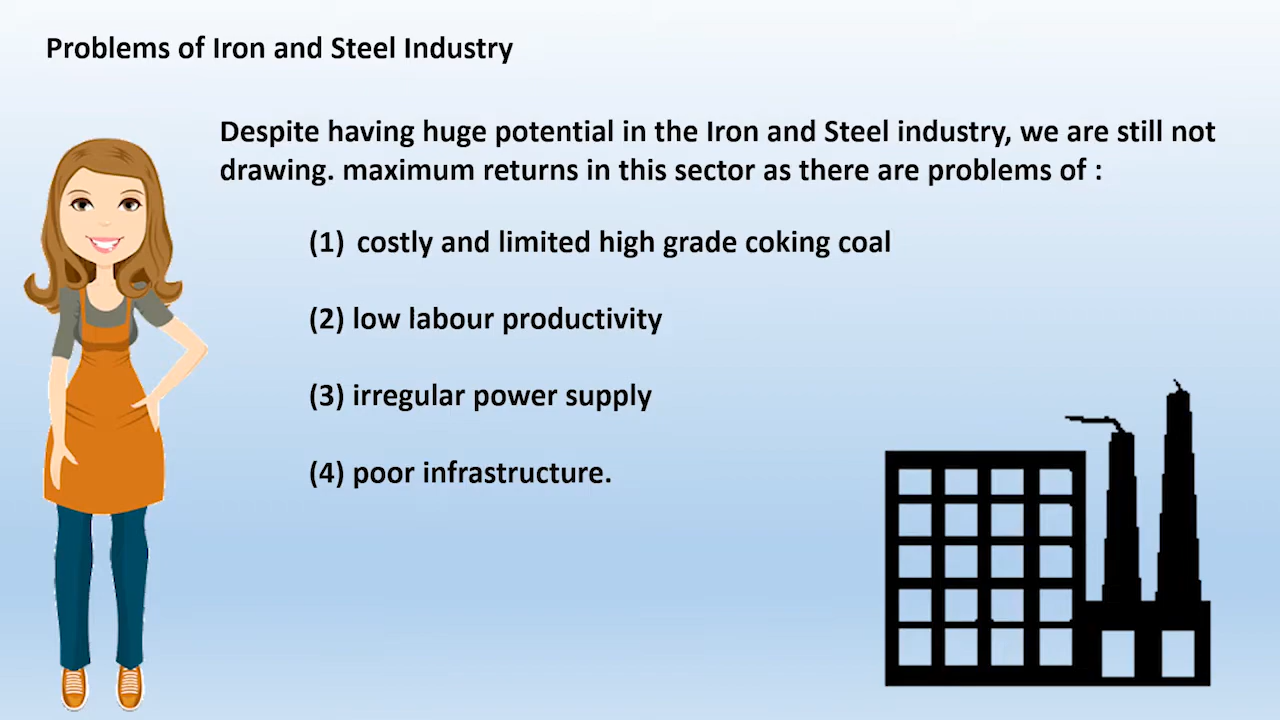 Problems of Iron and Steel Industry
Despite having huge potential in the Iron and Steel industry, we are still not
drawing. maximum returns in this sector as there are problems of :
(1) costly and limited high grade coking coal
(2) low labour productivity
(3) irregular power supply
(4) poor infrastructure.